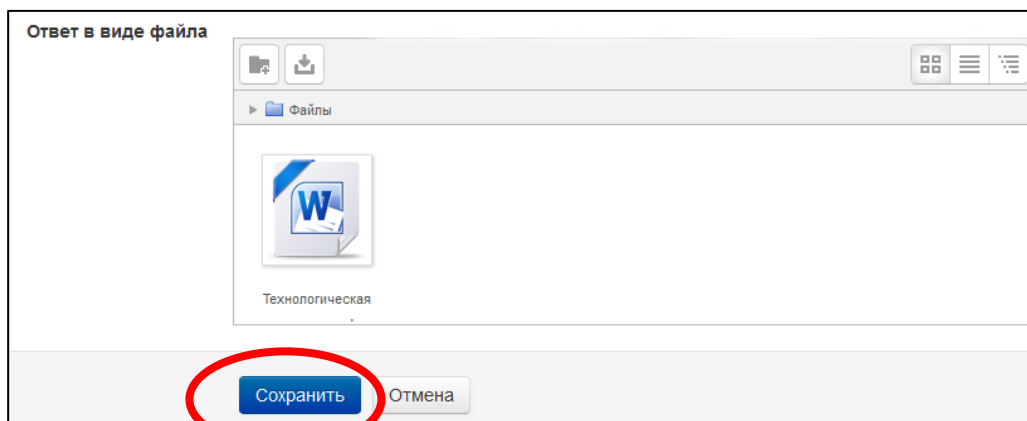 Ответ в виде файла
Файлы
W
Технологическая
Сохранить Отмена